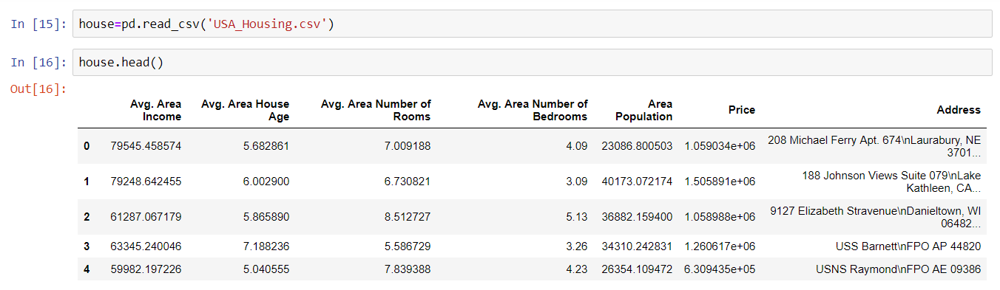 In [15]: house=pd.read_csv('USA_Housing.csv')
In [16]: house.head()
Out[16]:
Avg. Area Income Avg. Area House Age Avg. Area Number of Rooms Avg. Area Number of Bedrooms Area Population Price Address
0 79545.458574 5.682861 7.009188 4.09 23086.800503 1.059034e+06 208 Michael Ferry Apt. 674\nLaurabury, NE 3701...
1 79248.642455 6.002900 6.730821 3.09 40173.072174 1.505891e+06 188 Johnson Views Suite 079\nLake Kathleen, CA...
2 61287.067179 5.865890 8.512727 5.13 36882.159400 1.058988e+06 9127 Elizabeth Stravenue\nDanieltown, WI 06482...
3 63345.240046 7.188236 5.586729 3.26 34310.242831 1.260617e+06 USS Barnett\nFPO AP 44820
4 59982.197226 5.040555 7.839388 4.23 26354.109472 6.309435e+05 USNS Raymond\nFPO AE 09386